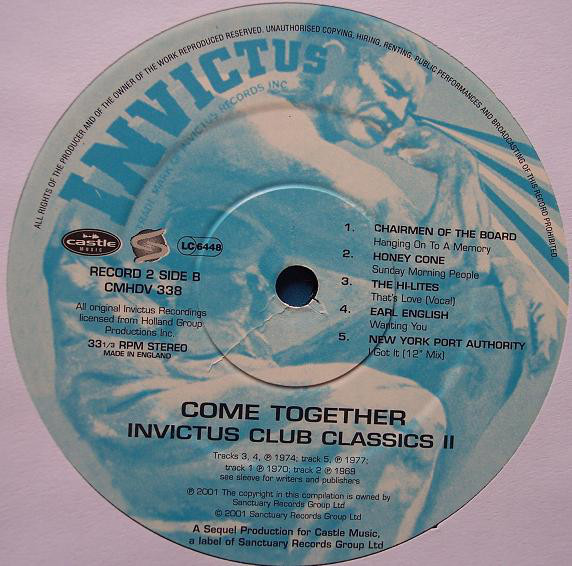 ALL RIGHTS OF THE PRODUCER AND OF THE OWNER OF THE WORK REPRODUCED RESERVED. UNAUTHORISED COPYING, HIRING, RENTING, PUBLIC PERFORMANCES AND BROADCASTING OF THIS RECORD PROHIBITED
INVICTUS
TRADE MARK OF INVICTUS RECORDS INC
castle
MUSIC
LC 6448
RECORD 2 SIDE B
CMHDV 338
All original Invictus Recordings
licensed from Holland Group
Productions Inc.
33 1/3 RPM STEREO
MADE IN ENGLAND
1. CHAIRMEN OF THE BOARD
Hanging On To A Memory
2. HONEY CONE
Sunday Morning People
3. THE HI-LITES
That's Love (Vocal)
4. EARL ENGLISH
Wanting You
5. NEW YORK PORT AUTHORITY
I Got It (12" Mix)
COME TOGETHER
INVICTUS CLUB CLASSICS II
Tracks 3, 4, ℗ 1974; track 5, ℗ 1977;
track 1 ℗ 1970; track 2 ℗ 1969
see sleeve for writers and publishers
℗ 2001 The copyright in this compilation is owned by
Sanctuary Records Group Ltd
© 2001 Sanctuary Records Group Ltd
A Sequel Production for Castle Music,
a label of Sanctuary Records Group Ltd